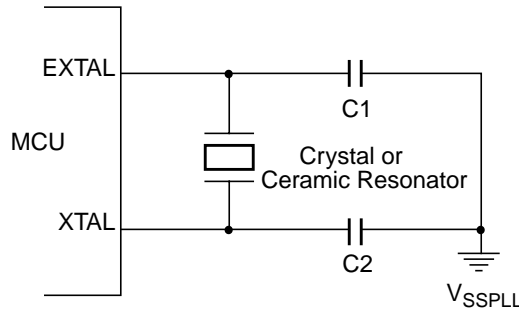 EXTAL
C1
MCU
Crystal or
Ceramic Resonator
XTAL
C2
VSSPLL